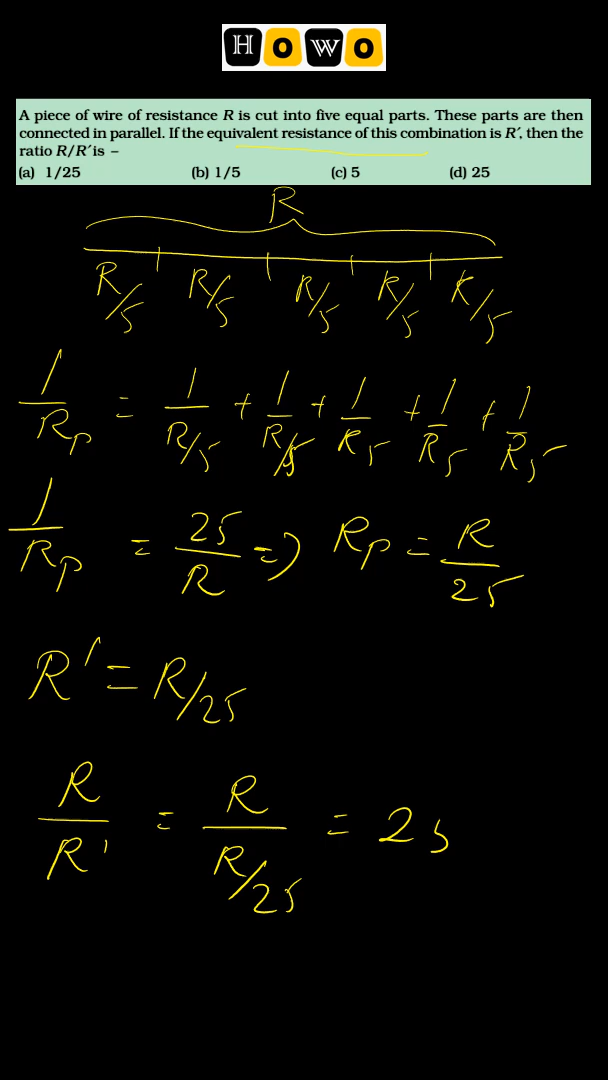 HOWO
A piece of wire of resistance R is cut into five equal parts. These parts are then
connected in parallel. If the equivalent resistance of this combination is R′, then the
ratio R/R′ is –
(a) 1/25 (b) 1/5 (c) 5 (d) 25
R
R/5 R/5 R/5 R/5 R/5
1/Rp = 1/R/5 + 1/R/5 + 1/R5 + 1/R5 + 1/R5
1/Rp = 25/R => Rp = R/25
R' = R/25
R/R' = R/R/25 = 25